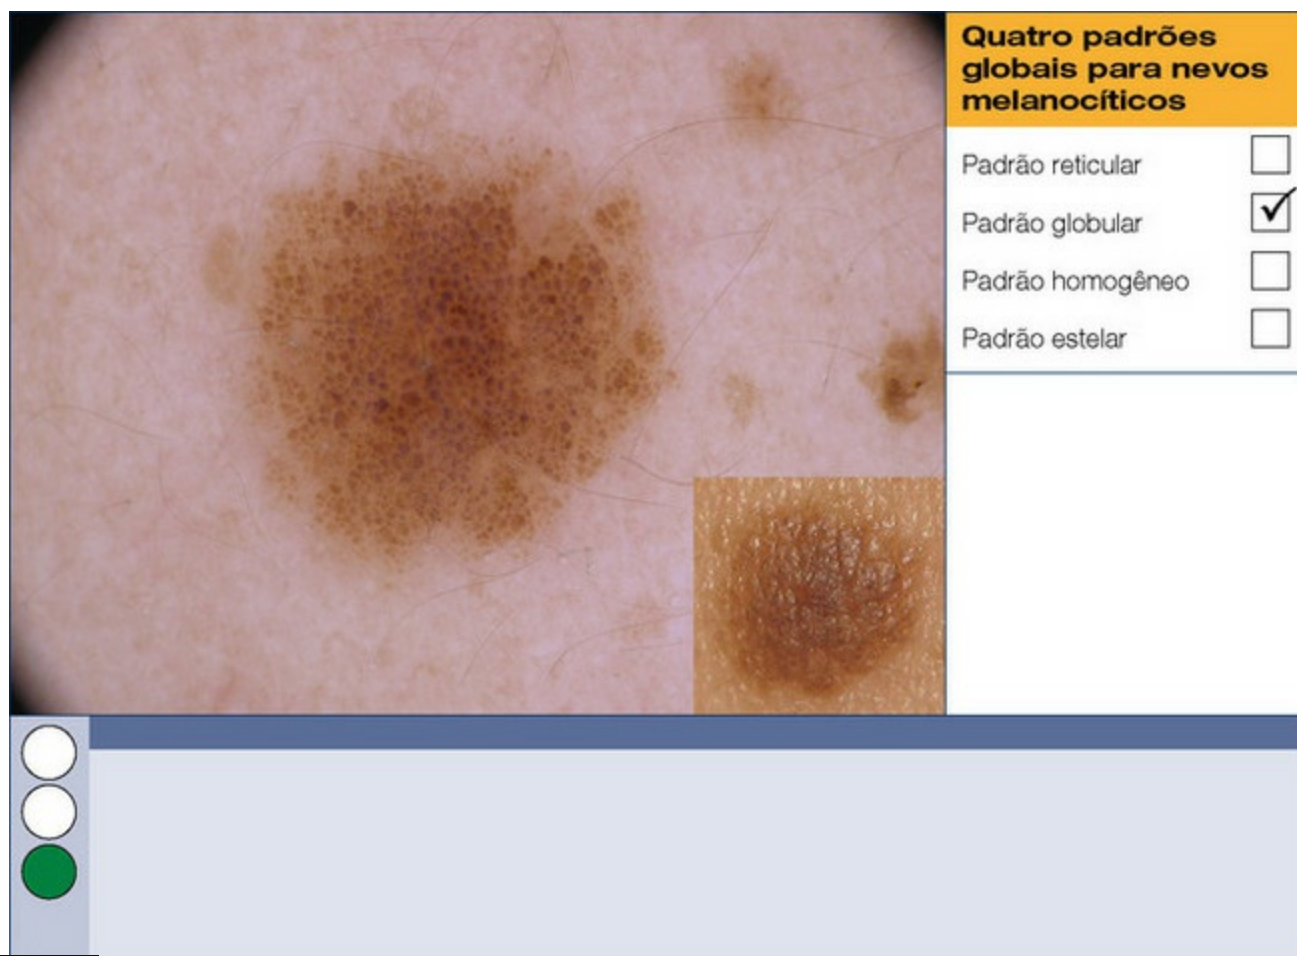 Quatro padrões
globais para nevos
melanocíticos
Padrão reticular
Padrão globular
Padrão homogêneo
Padrão estelar